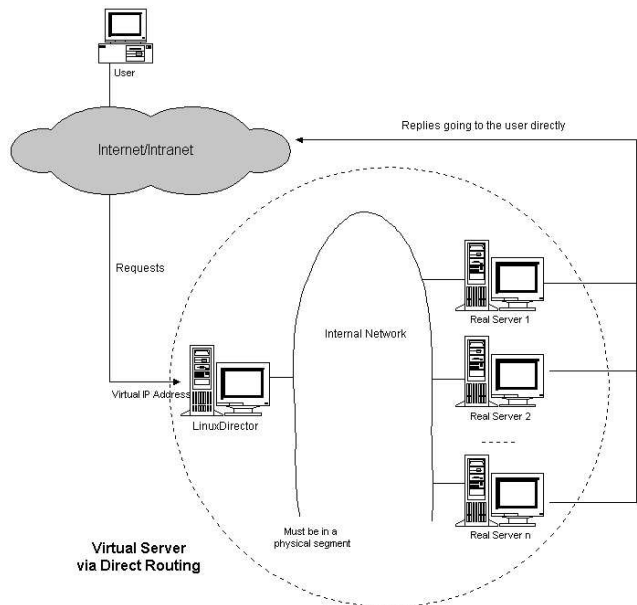 User
Internet/Intranet
Replies going to the user directly
Requests
Real Server 1
Internal Network
Virtual IP Address
LinuxDirector
Real Server 2
-----
Real Server n
Must be in a
physical segment
Virtual Server
via Direct Routing